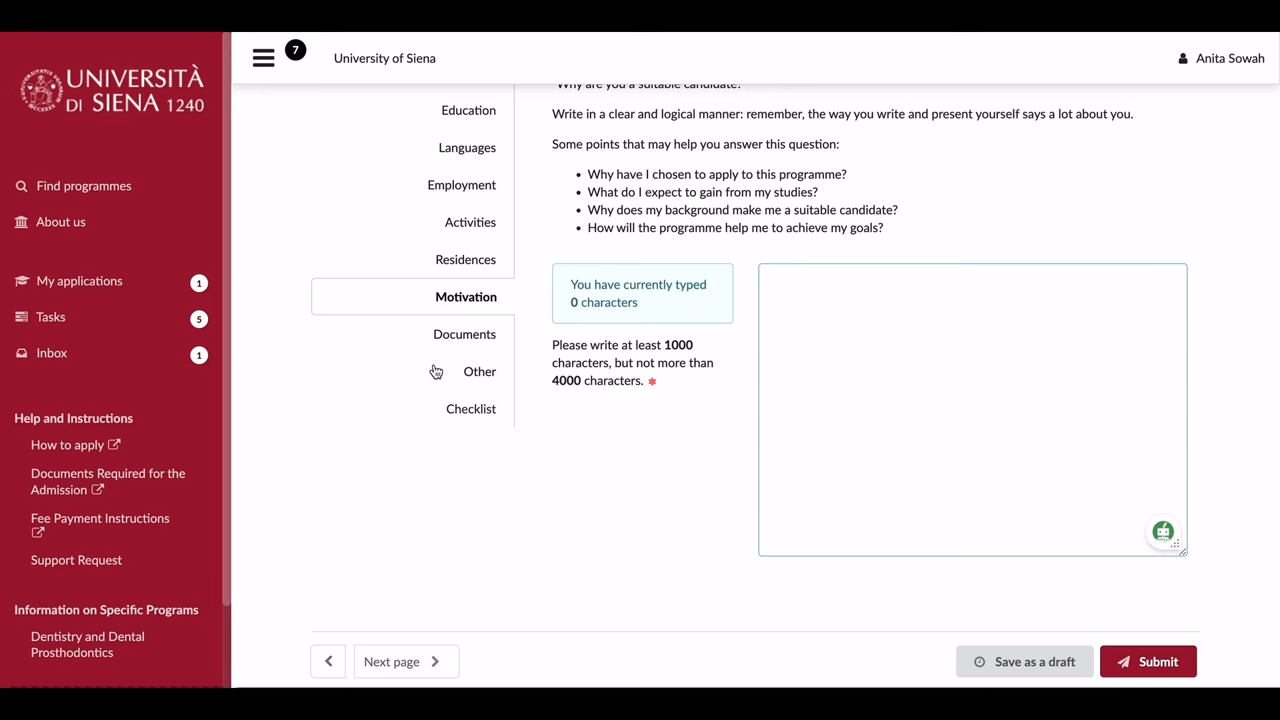 UNIVERSITÀ
DI SIENA 1240
7
University of Siena
Anita Sowah
Find programmes
About us
My applications
1
Tasks
5
Inbox
1
Help and Instructions
How to apply
Documents Required for the
Admission
Fee Payment Instructions
Support Request
Information on Specific Programs
Dentistry and Dental
Prosthodontics
Education
Languages
Employment
Activities
Residences
Motivation
Documents
Other
Checklist
Why are you a suitable candidate?
Write in a clear and logical manner: remember, the way you write and present yourself says a lot about you.
Some points that may help you answer this question:
• Why have I chosen to apply to this programme?
• What do I expect to gain from my studies?
• Why does my background make me a suitable candidate?
• How will the programme help me to achieve my goals?
You have currently typed
0 characters
Please write at least 1000
characters, but not more than
4000 characters. *
Next page
Save as a draft
Submit